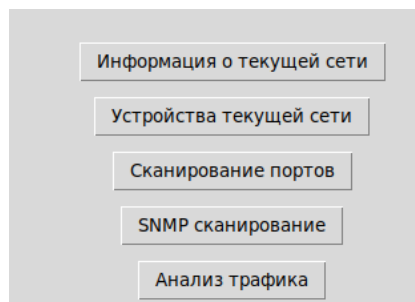 Информация о текущей сети
Устройства текущей сети
Сканирование портов
SNMP сканирование
Анализ трафика